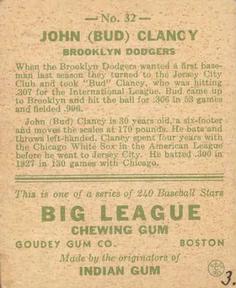 — No. 32 —
JOHN (BUD) CLANCY
BROOKLYN DODGERS
When the Brooklyn Dodgers wanted a first base-
man last season they turned to the Jersey City
Club and took "Bud" Clancy, who was hitting
.307 for the International League. Bud came up
to Brooklyn and hit the ball for .306 in 53 games
and fielded .996.
John (Bud) Clancy is 30 years old, a six-footer
and moves the scales at 170 pounds. He bats and
throws left-handed. Clancy spent four years with
the Chicago White Sox in the American League
before he went to Jersey City. He batted .300 in
1927 in 130 games with Chicago.
This is one of a series of 240 Baseball Stars
BIG LEAGUE
CHEWING GUM
GOUDEY GUM CO. BOSTON
Made by the originators of
INDIAN GUM
3.